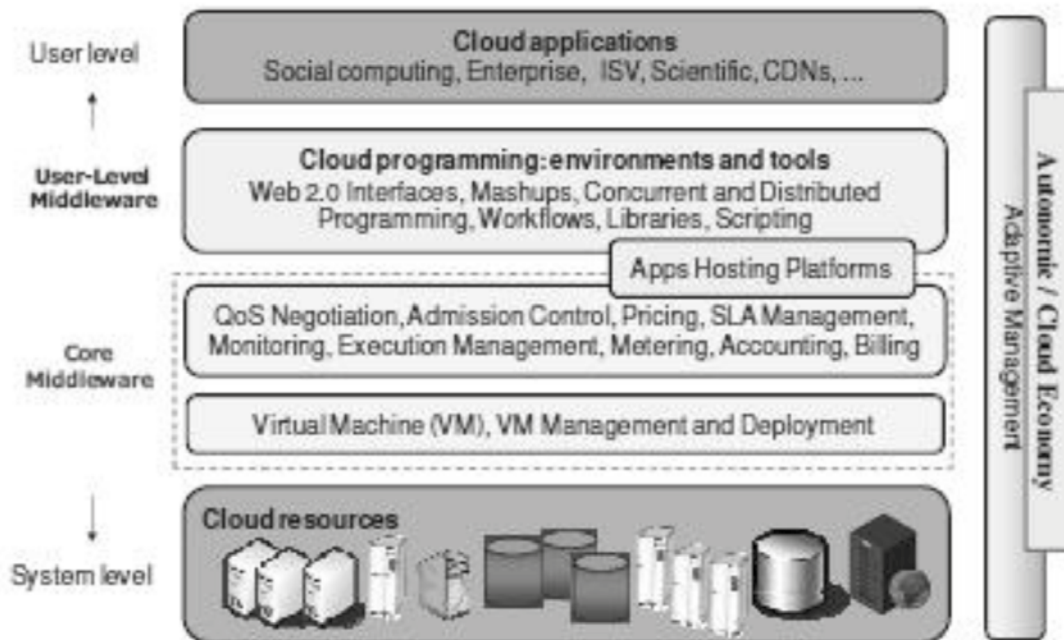 User level
Cloud applications
Social computing, Enterprise, ISV, Scientific, CDNs, ...
User-Level
Middleware
Cloud programming: environments and tools
Web 2.0 Interfaces, Mashups, Concurrent and Distributed
Programming, Workflows, Libraries, Scripting
Apps Hosting Platforms
Core
Middleware
QoS Negotiation, Admission Control, Pricing, SLA Management,
Monitoring, Execution Management, Metering, Accounting, Billing
Virtual Machine (VM), VM Management and Deployment
System level
Cloud resources
Adaptive Management
Autonomic / Cloud Economy